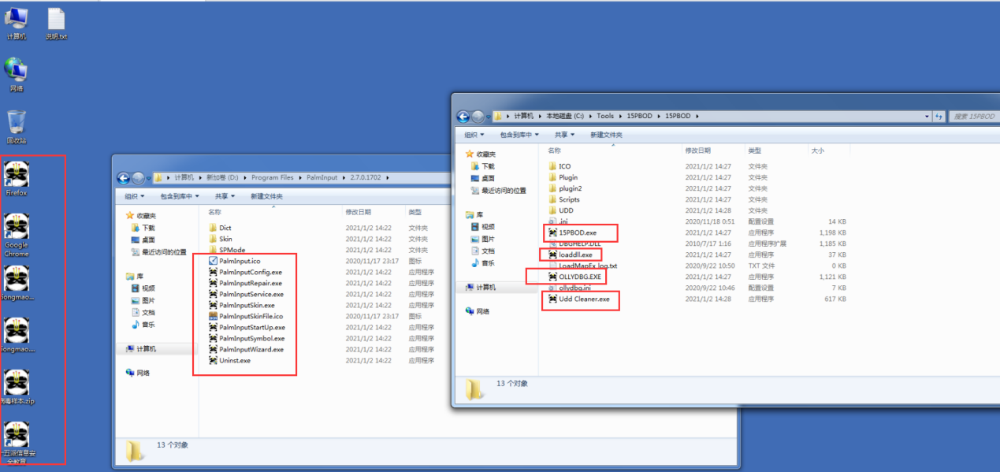 计算机
说明.txt
网络
回收站
Firefox
Google
Chrome
iongmao....
iongmao....
病毒样本.zip
十五派信息安
全教育
计算机 新加卷 (D:) Program Files PalmInput 2.7.0.1702
组织 包含到库中 共享 新建文件夹
收藏夹
下载
桌面
最近访问的位置
库
视频
图片
文档
音乐
计算机
网络
名称 修改日期 类型
Dict 2021/1/2 14:22 文件夹
Skin 2021/1/2 14:22 文件夹
SPMode 2021/1/2 14:22 文件夹
PalmInput.ico 2020/11/17 23:17 图标
PalmInputConfig.exe 2021/1/2 14:22 应用程序
PalmInputRepair.exe 2021/1/2 14:22 应用程序
PalmInputService.exe 2021/1/2 14:22 应用程序
PalmInputSkin.exe 2021/1/2 14:22 应用程序
PalmInputSkinFile.ico 2020/11/17 23:17 图标
PalmInputStartUp.exe 2021/1/2 14:22 应用程序
PalmInputSymbol.exe 2021/1/2 14:22 应用程序
PalmInputWizard.exe 2021/1/2 14:22 应用程序
Uninst.exe 2021/1/2 14:22 应用程序
13 个对象
计算机 本地磁盘 (C:) Tools 15PBOD 15PBOD
搜索 15PBOD
组织 包含到库中 共享 新建文件夹
收藏夹
下载
桌面
最近访问的位置
库
视频
图片
文档
音乐
计算机
网络
名称 修改日期 类型 大小
ICO 2021/1/2 14:27 文件夹
Plugin 2021/1/2 14:27 文件夹
plugin2 2021/1/2 14:27 文件夹
Scripts 2021/1/2 14:27 文件夹
UDD 2021/1/2 14:28 文件夹
.ini 2020/11/18 0:51 配置设置 14 KB
15PBOD.exe 2021/1/2 14:27 应用程序 1,198 KB
DBGHELP.DLL 2010/7/17 1:16 应用程序扩展 1,185 KB
loaddll.exe 2021/1/2 14:27 应用程序 37 KB
LoadMapEx_log.txt 2020/9/22 10:50 TXT 文件 0 KB
OLLYDBG.EXE 2021/1/2 14:27 应用程序 1,121 KB
ollydbg.ini 2020/9/22 10:46 配置设置 7 KB
Udd Cleaner.exe 2021/1/2 14:28 应用程序 617 KB
13 个对象